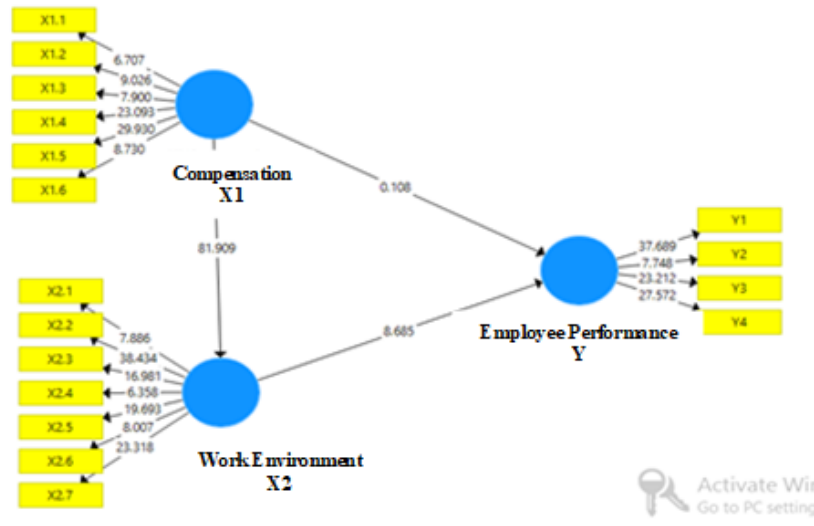 X1.1
X1.2
X1.3
X1.4
X1.5
X1.6
6.707
9.026
7.900
23.093
29.930
8.730
Compensation
X1
0.108
81.909
X2.1
X2.2
X2.3
X2.4
X2.5
X2.6
X2.7
7.886
38.434
16.981
6.358
19.693
8.007
23.318
Work Environment
X2
8.685
Employee Performance
Y
37.689
7.748
23.212
27.572
Y1
Y2
Y3
Y4
Activate Wi
Go to PC setting